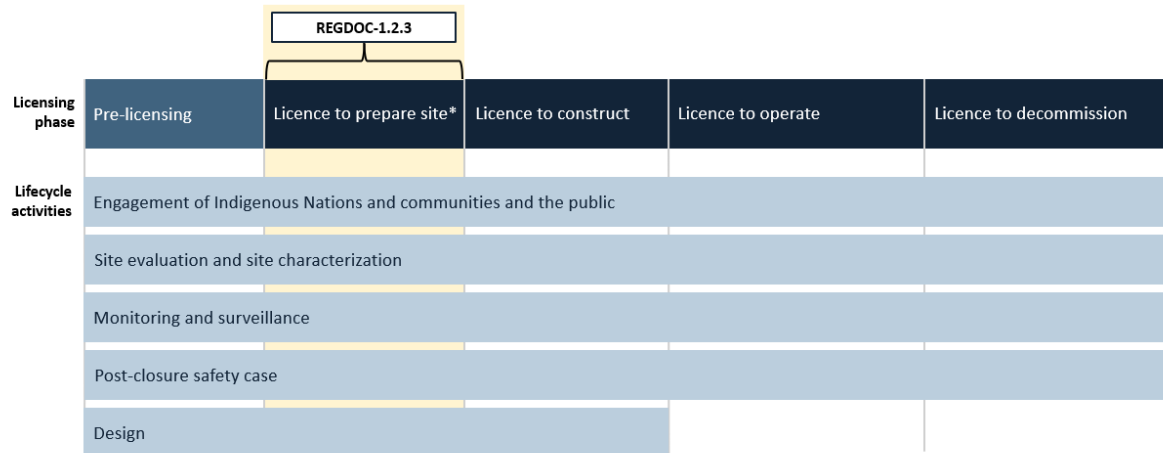 REGDOC-1.2.3
Licensing
phase
Pre-licensing
Licence to prepare site*
Licence to construct
Licence to operate
Licence to decommission
Lifecycle
activities
Engagement of Indigenous Nations and communities and the public
Site evaluation and site characterization
Monitoring and surveillance
Post-closure safety case
Design